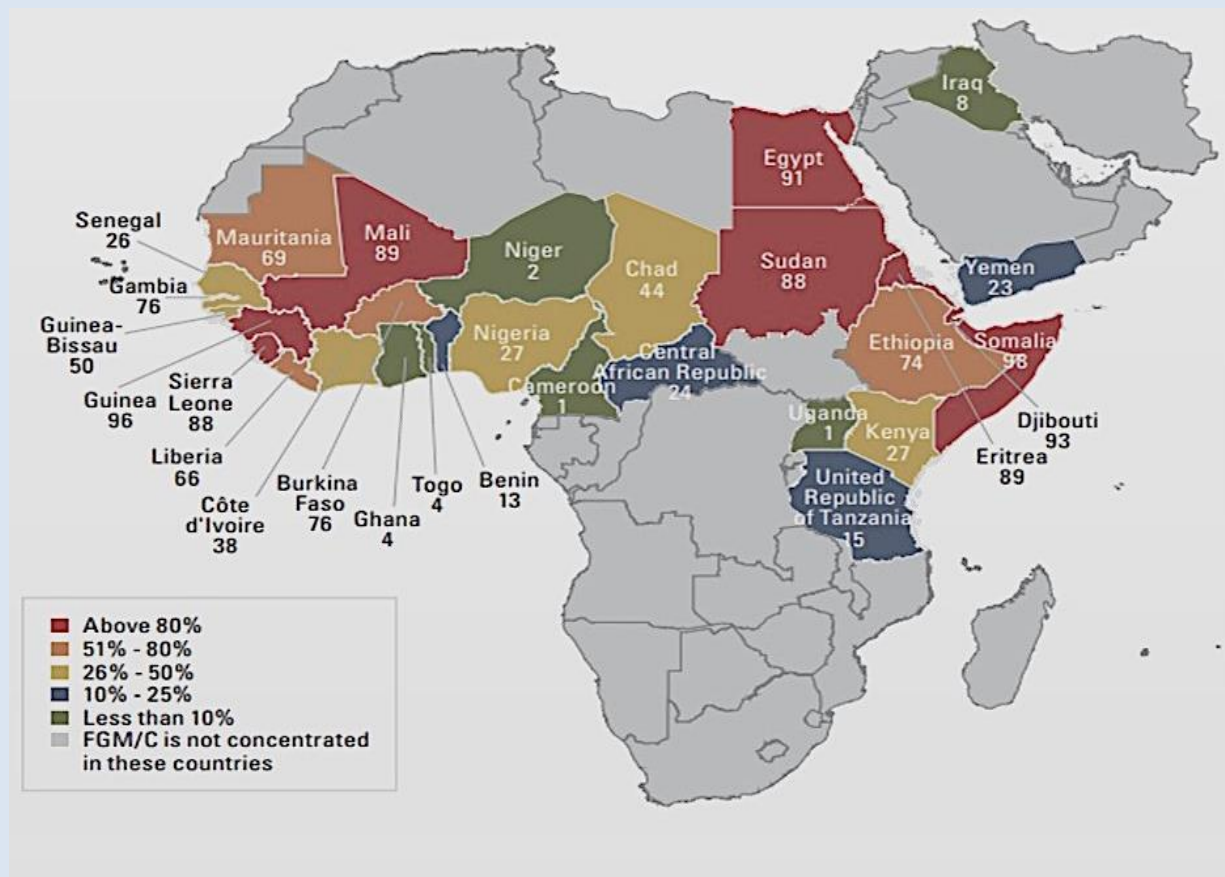 Iraq
8
Egypt
91
Senegal
26
Mauritania
69
Mali
89
Niger
2
Chad
44
Sudan
88
Yemen
23
Gambia
76
Guinea-
Bissau
50
Guinea
96
Sierra
Leone
88
Liberia
66
Côte
d'Ivoire
38
Burkina
Faso
76
Ghana
4
Togo
4
Benin
13
Nigeria
27
Cameroon
1
Central
African Republic
24
Ethiopia
74
Somalia
98
Djibouti
93
Eritrea
89
Uganda
1
Kenya
27
United
Republic
of Tanzania
15
Above 80%
51% - 80%
26% - 50%
10% - 25%
Less than 10%
FGM/C is not concentrated
in these countries